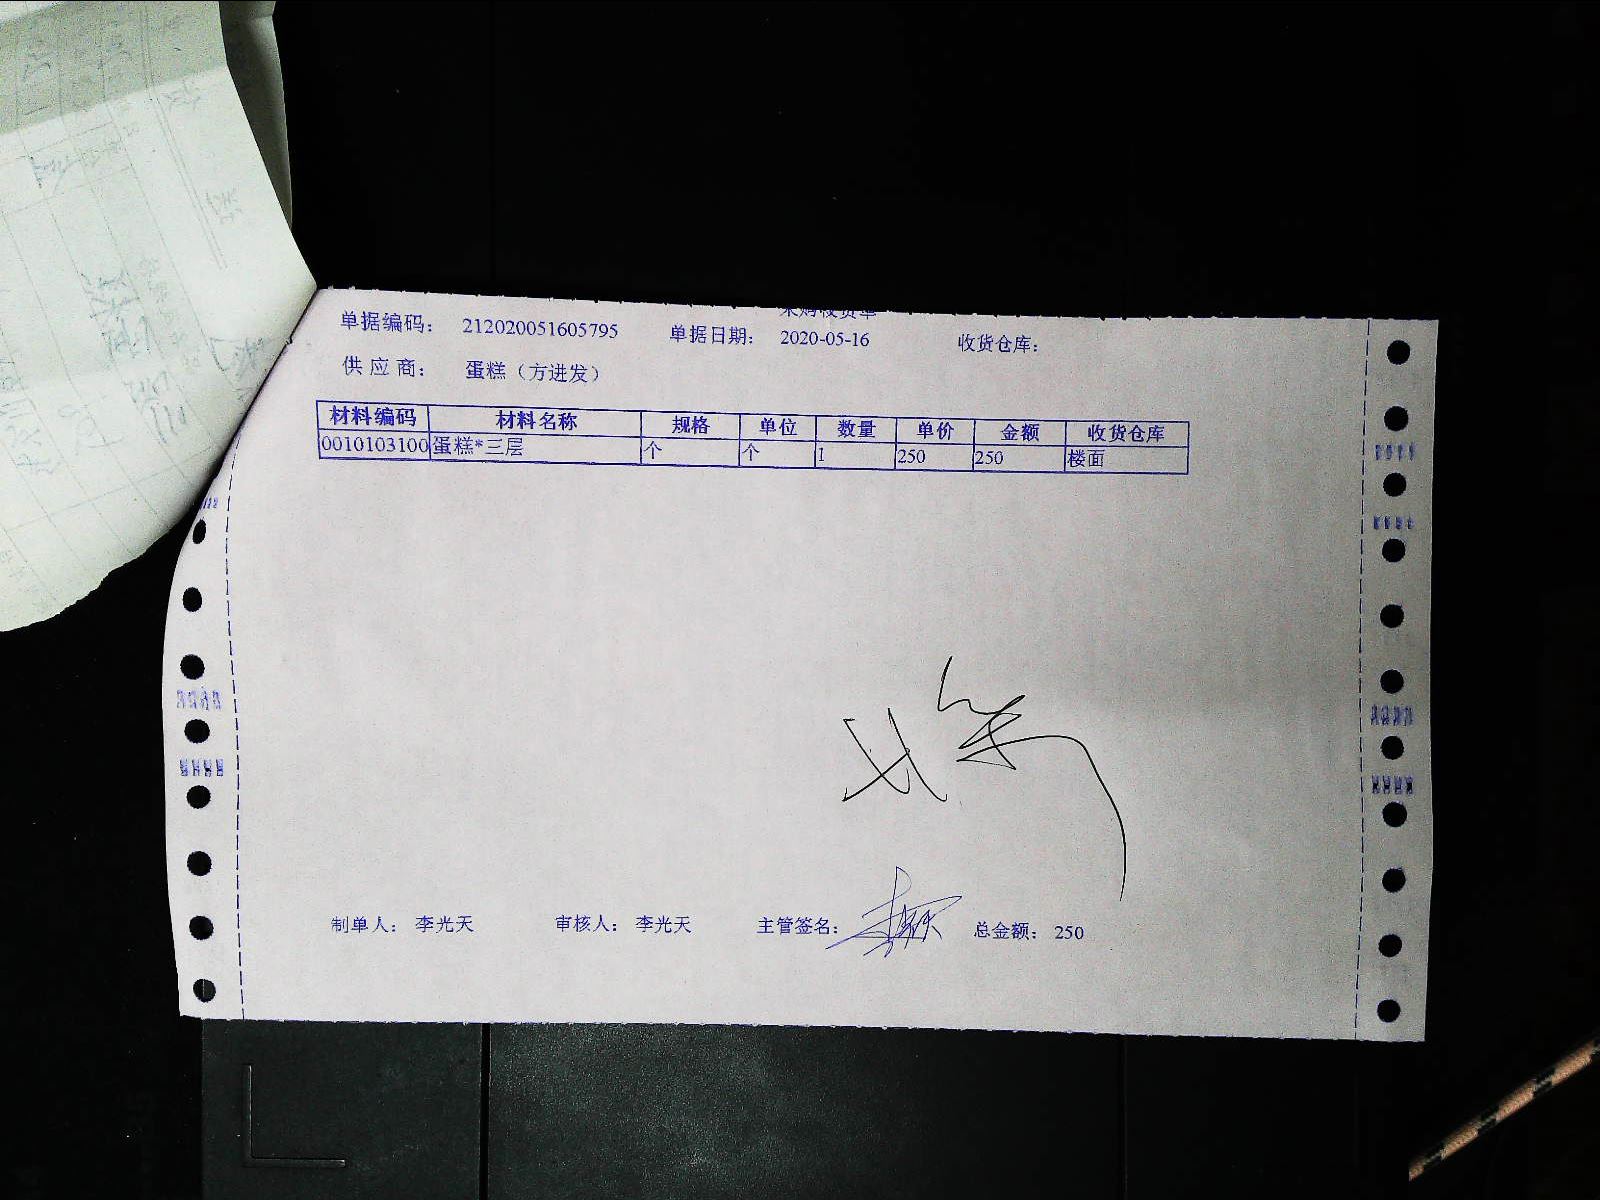 单据编码： 212020051605795 单据日期： 2020-05-16 收货仓库：
供 应 商： 蛋糕（方进发）
材料编码 材料名称 规格 单位 数量 单价 金额 收货仓库
0010103100 蛋糕*三层 个 个 1 250 250 楼面
制单人： 李光天 审核人： 李光天 主管签名： 总金额： 250